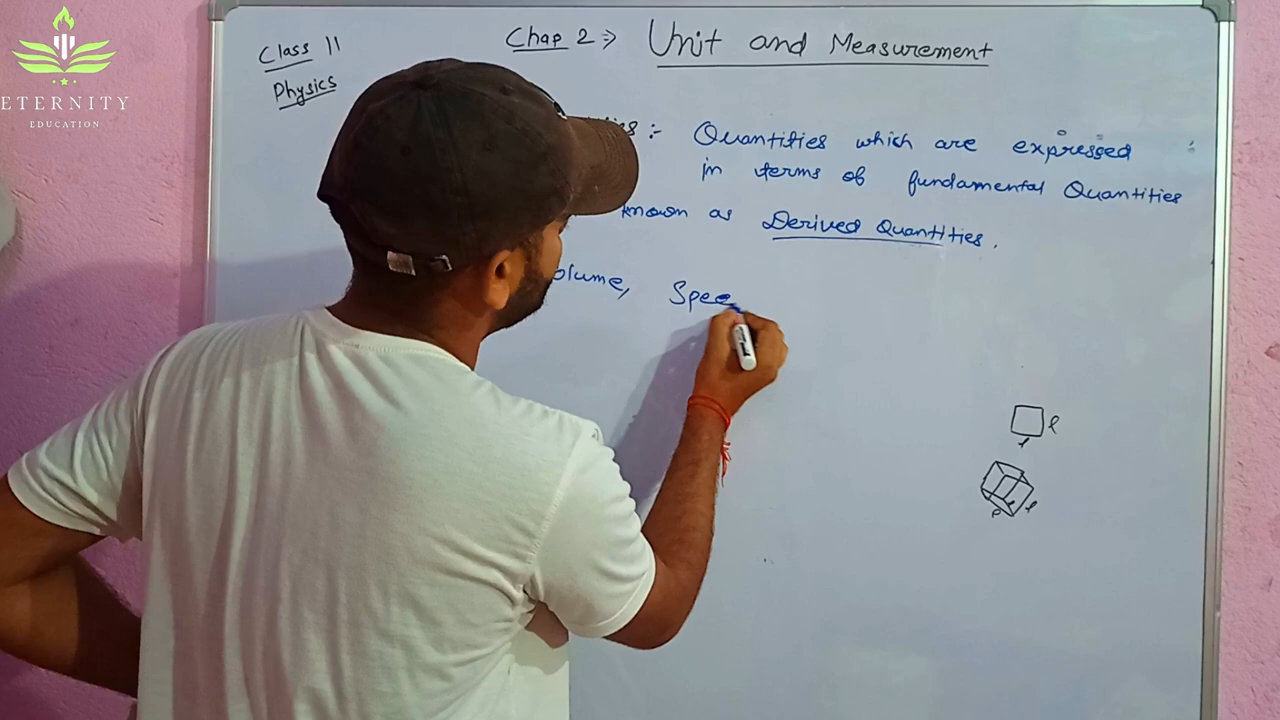 ETERNITY
EDUCATION
Class 11
Physics
Chap 2 ⇒ Unit and Measurement
:- Quantities which are expressed
in terms of fundamental Quantities
known as Derived Quantities.
olume, Spee
l
l
l
l